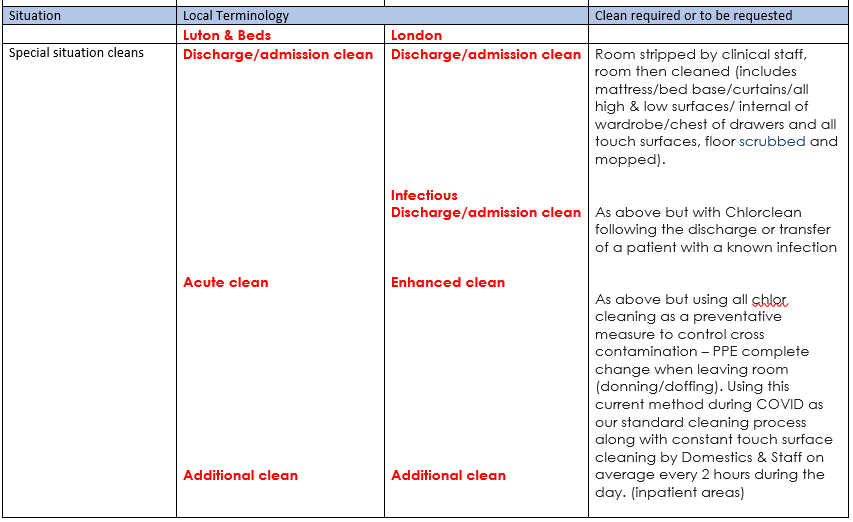 Situation Local Terminology Clean required or to be requested
Luton & Beds London
Special situation cleans Discharge/admission clean Discharge/admission clean Room stripped by clinical staff,
room then cleaned (includes
mattress/bed base/curtains/all
high & low surfaces/ internal of
wardrobe/chest of drawers and all
touch surfaces, floor scrubbed and
mopped).
Infectious
Discharge/admission clean As above but with Chlorclean
following the discharge or transfer
of a patient with a known infection
Acute clean Enhanced clean
As above but using all chlor
cleaning as a preventative
measure to control cross
contamination – PPE complete
change when leaving room
(donning/doffing). Using this
current method during COVID as
our standard cleaning process
along with constant touch surface
cleaning by Domestics & Staff on
Additional clean Additional clean average every 2 hours during the
day. (inpatient areas)